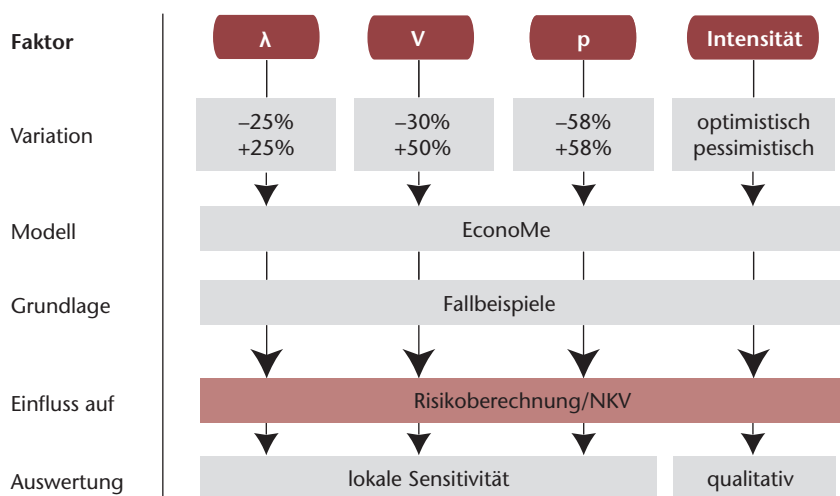 Faktor λ V p Intensität
Variation –25% –30% –58% optimistisch
+25% +50% +58% pessimistisch
Modell EconoMe
Grundlage Fallbeispiele
Einfluss auf Risikoberechnung/NKV
Auswertung lokale Sensitivität qualitativ